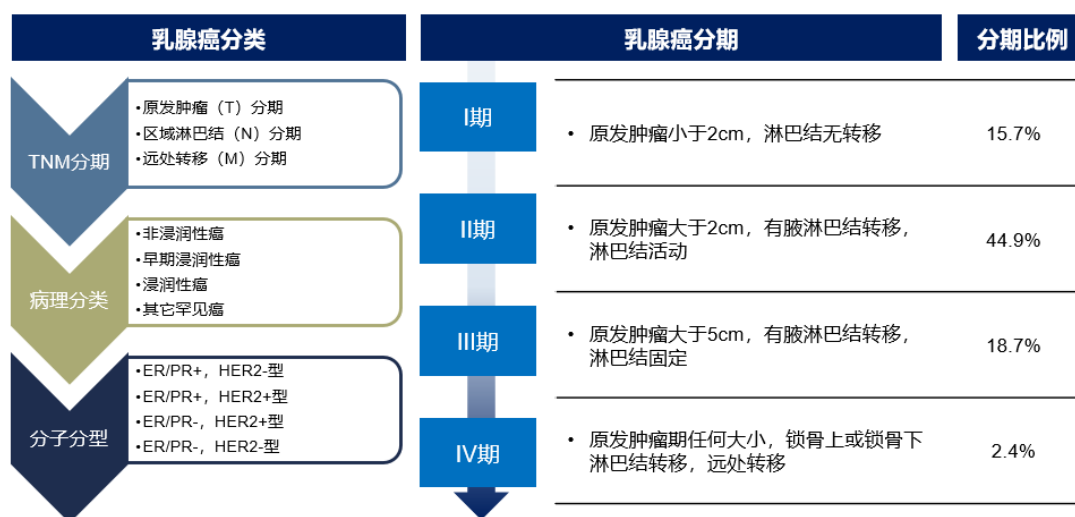 乳腺癌分类
TNM分期
•原发肿瘤（T）分期
•区域淋巴结（N）分期
•远处转移（M）分期
病理分类
•非浸润性癌
•早期浸润性癌
•浸润性癌
•其它罕见癌
分子分型
•ER/PR+，HER2-型
•ER/PR+，HER2+型
•ER/PR-，HER2+型
•ER/PR-，HER2-型
乳腺癌分期
分期比例
I期
• 原发肿瘤小于2cm，淋巴结无转移
15.7%
II期
• 原发肿瘤大于2cm，有腋淋巴结转移，
淋巴结活动
44.9%
III期
• 原发肿瘤大于5cm，有腋淋巴结转移，
淋巴结固定
18.7%
IV期
• 原发肿瘤期任何大小，锁骨上或锁骨下
淋巴结转移，远处转移
2.4%